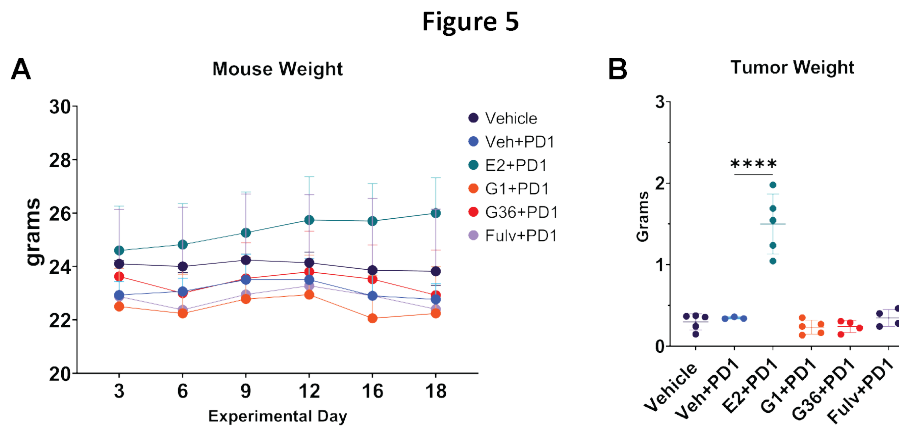 Figure 5
A
Mouse Weight
grams
30
28
26
24
22
20
3 6 9 12 16 18
Experimental Day
Vehicle
Veh+PD1
E2+PD1
G1+PD1
G36+PD1
Fulv+PD1
B
Tumor Weight
Grams
3
2
1
0
****
Vehicle
Veh+PD1
E2+PD1
G1+PD1
G36+PD1
Fulv+PD1